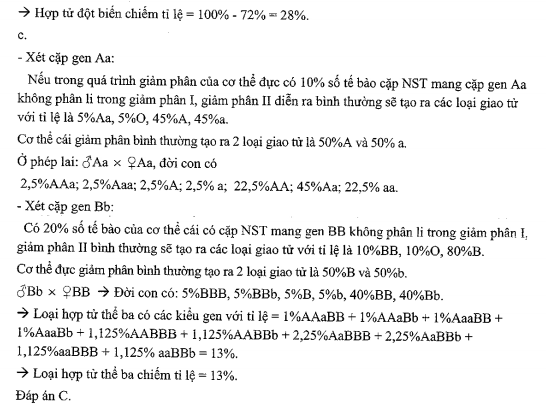 → Hợp tử đột biến chiếm tỉ lệ = 100% - 72% = 28%.
c.
- Xét cặp gen Aa:
Nếu trong quá trình giảm phân của cơ thể đực có 10% số tế bào cặp NST mang cặp gen Aa
không phân li trong giảm phân I, giảm phân II diễn ra bình thường sẽ tạo ra các loại giao tử
với tỉ lệ là 5%Aa, 5%O, 45%A, 45%a.
Cơ thể cái giảm phân bình thường tạo ra 2 loại giao tử là 50%A và 50% a.
Ở phép lai: ♂Aa × ♀Aa, đời con có
2,5%AAa; 2,5%Aaa; 2,5%A; 2,5% a; 22,5%AA; 45%Aa; 22,5% aa.
- Xét cặp gen Bb:
Có 20% số tế bào của cơ thể cái có cặp NST mang gen BB không phân li trong giảm phân I,
giảm phân II bình thường sẽ tạo ra các loại giao tử với tỉ lệ là 10%BB, 10%O, 80%B.
Cơ thể đực giảm phân bình thường tạo ra 2 loại giao tử là 50%B và 50%b.
♂Bb × ♀BB → Đời con có: 5%BBB, 5%BBb, 5%B, 5%b, 40%BB, 40%Bb.
→ Loại hợp tử thể ba có các kiểu gen với tỉ lệ = 1%AAaBB + 1%AAaBb + 1%AaaBB +
1%AaaBb + 1,125%AABBB + 1,125%AABBb + 2,25%AaBBB + 2,25%AaBBb +
1,125%aaBBB + 1,125% aaBBb = 13%.
→ Loại hợp tử thể ba chiếm tỉ lệ = 13%.
Đáp án C.